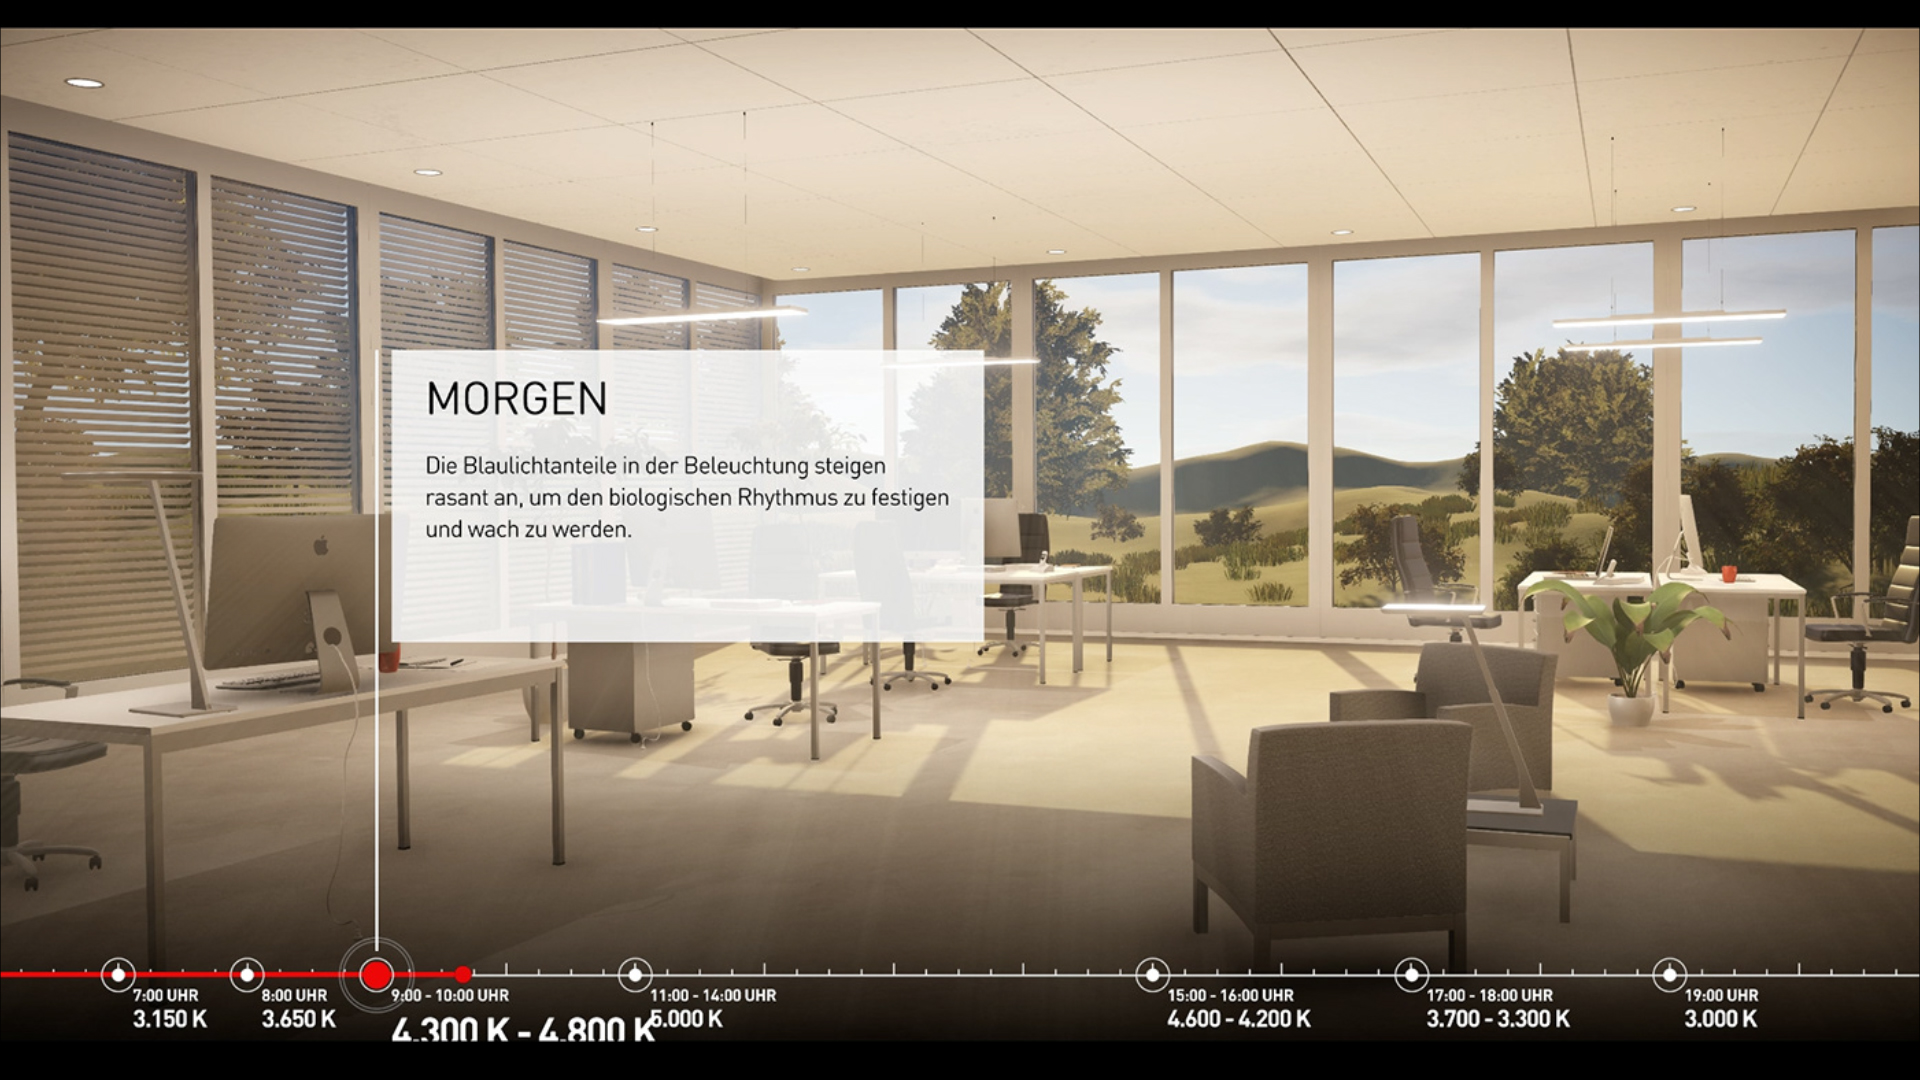 MORGEN
Die Blaulichtanteile in der Beleuchtung steigen
rasant an, um den biologischen Rhythmus zu festigen
und wach zu werden.
7:00 UHR
3.150 K
8:00 UHR
3.650 K
9:00 - 10:00 UHR
4.300 K - 4.800 K
11:00 - 14:00 UHR
5.000 K
15:00 - 16:00 UHR
4.600 - 4.200 K
17:00 - 18:00 UHR
3.700 - 3.300 K
19:00 UHR
3.000 K